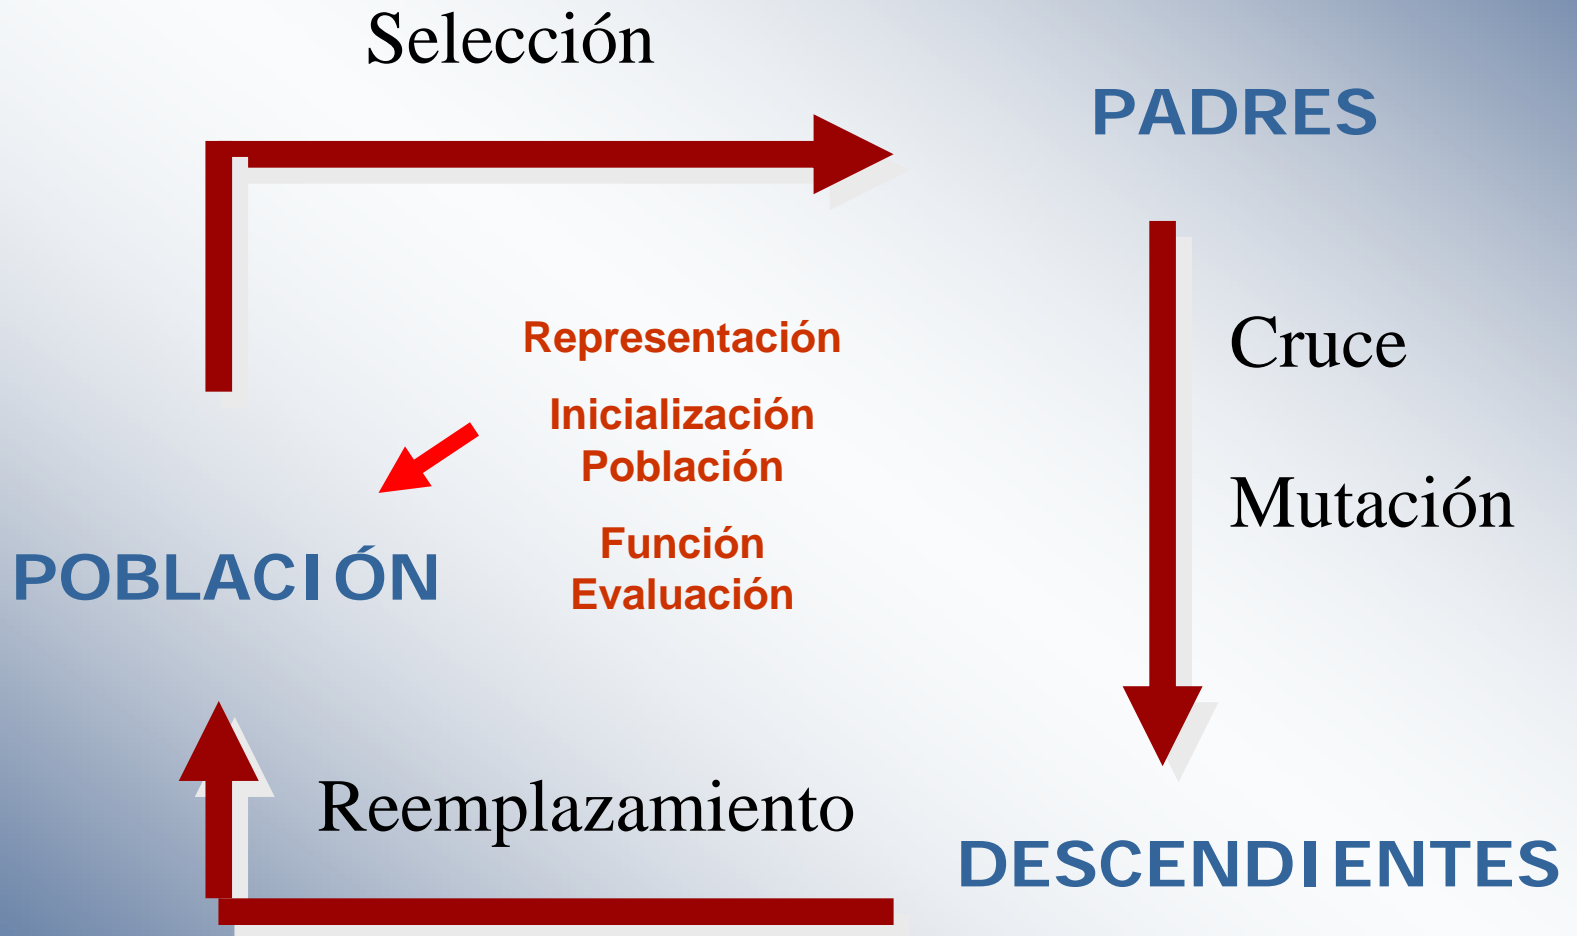 Selección
PADRES
Representación
Cruce
Inicialización
Población
Mutación
Función
POBLACIÓN
Evaluación
Reemplazamiento
DESCENDIENTES